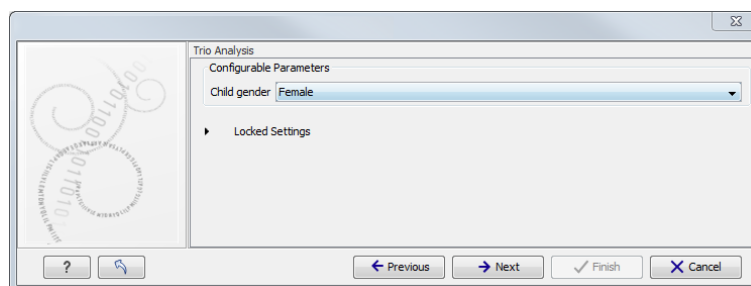 Trio Analysis
Configurable Parameters
Child gender Female
Locked Settings
? Previous Next Finish Cancel